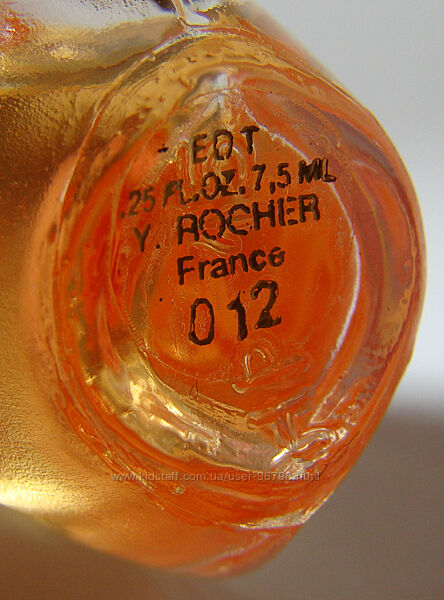 - EDT
.25 FL.OZ. 7,5 ML
Y. ROCHER
France
012